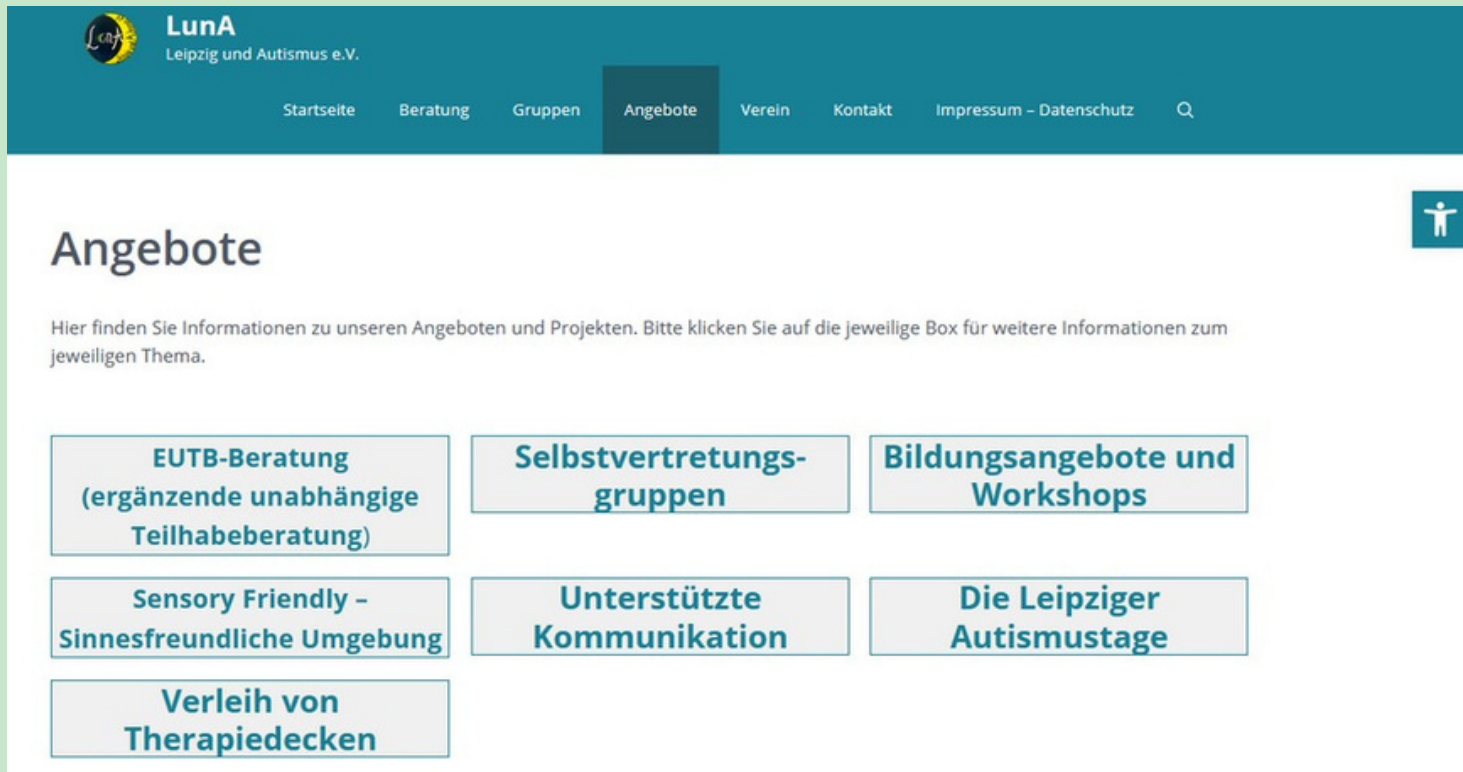 LunA
LunA
Leipzig und Autismus e.V.
Startseite Beratung Gruppen Angebote Verein Kontakt Impressum – Datenschutz
Angebote
Hier finden Sie Informationen zu unseren Angeboten und Projekten. Bitte klicken Sie auf die jeweilige Box für weitere Informationen zum
jeweiligen Thema.
EUTB-Beratung
(ergänzende unabhängige
Teilhabeberatung)
Selbstvertretungs-
gruppen
Bildungsangebote und
Workshops
Sensory Friendly –
Sinnesfreundliche Umgebung
Unterstützte
Kommunikation
Die Leipziger
Autismustage
Verleih von
Therapiedecken